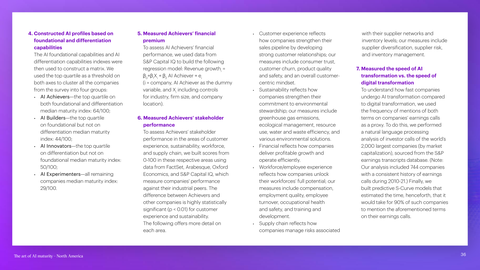 4. Constructed AI profiles based on
foundational and differentiation
capabilities
The AI foundational capabilities and AI
differentiation capabilities indexes were
then used to construct a matrix. We
used the top quartile as a threshold on
both axes to cluster all the companies
from the survey into four groups:
• AI Achievers—the top quartile on
both foundational and differentiation
median maturity index: 64/100;
• AI Builders—the top quartile
on foundational but not on
differentiation median maturity
index: 44/100;
• AI Innovators—the top quartile
on differentiation but not on
foundational median maturity index:
50/100;
• AI Experimenters—all remaining
companies median maturity index:
29/100.
5. Measured Achievers' financial
premium
To assess AI Achievers' financial
performance, we used data from
S&P Capital IQ to build the following
regression model: Revenue growthᵢ =
β₀+β₁Xᵢ + β₂ AI Achieverᵢ + eᵢ
(i = company, AI Achiever as the dummy
variable, and Xᵢ including controls
for industry, firm size, and company
location).
6. Measured Achievers' stakeholder
performance
To assess Achievers' stakeholder
performance in the areas of customer
experience, sustainability, workforce,
and supply chain, we built scores from
0-100 in these respective areas using
data from FactSet, Arabesque, Oxford
Economics, and S&P Capital IQ, which
measure companies' performance
against their industrial peers. The
difference between Achievers and
other companies is highly statistically
significant (p < 0.01) for customer
experience and sustainability.
The following offers more detail on
each area.
• Customer experience reflects
how companies strengthen their
sales pipeline by developing
strong customer relationships; our
measures include consumer trust,
customer churn, product quality
and safety, and an overall customer-
centric mindset.
• Sustainability reflects how
companies strengthen their
commitment to environmental
stewardship; our measures include
greenhouse gas emissions,
ecological management, resource
use, water and waste efficiency, and
various environmental solutions.
• Financial reflects how companies
deliver profitable growth and
operate efficiently.
• Workforce/employee experience
reflects how companies unlock
their workforces' full potential; our
measures include compensation,
employment quality, employee
turnover, occupational health
and safety, and training and
development.
• Supply chain reflects how
companies manage risks associated
with their supplier networks and
inventory levels, our measures include
supplier diversification, supplier risk,
and inventory management.
7. Measured the speed of AI
transformation vs. the speed of
digital transformation
To understand how fast companies
undergo AI transformation compared
to digital transformation, we used
the frequency of mentions of both
terms on companies' earnings calls
as a proxy. To do this, we performed
a natural language processing
analysis of investor calls of the world's
2,000 largest companies (by market
capitalization), sourced from the S&P
earnings transcripts database. (Note:
Our analysis included 744 companies
with a consistent history of earnings
calls during 2010-21.) Finally, we
built predictive S-Curve models that
estimated the time, henceforth, that it
would take for 90% of such companies
to mention the aforementioned terms
on their earnings calls.
The art of AI maturity - North America
36